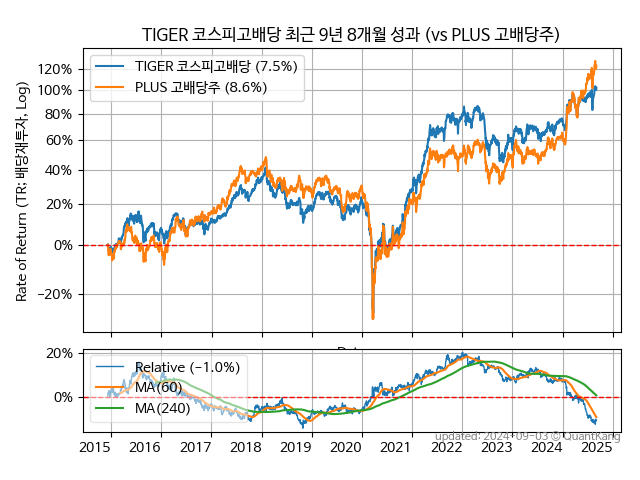 TIGER 코스피고배당 최근 9년 8개월 성과 (vs PLUS 고배당주)
Rate of Return (TR: 배당재투자, Log)
TIGER 코스피고배당 (7.5%)
PLUS 고배당주 (8.6%)
120%
100%
80%
60%
40%
20%
0%
−20%
20%
0%
Relative (−1.0%)
MA(60)
MA(240)
2015 2016 2017 2018 2019 2020 2021 2022 2023 2024 2025
updated: 2024-09-03 © QuantKang